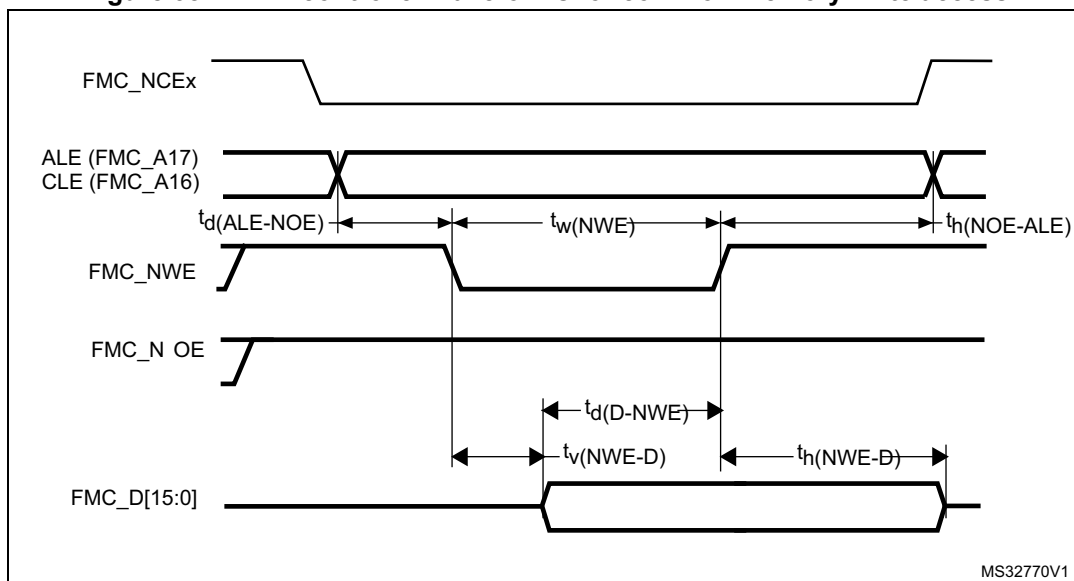 FMC_NCEx
ALE (FMC_A17)
CLE (FMC_A16)
td(ALE-NOE)
tw(NWE)
th(NOE-ALE)
FMC_NWE
FMC_N OE
td(D-NWE)
tv(NWE-D)
th(NWE-D)
FMC_D[15:0]
MS32770V1